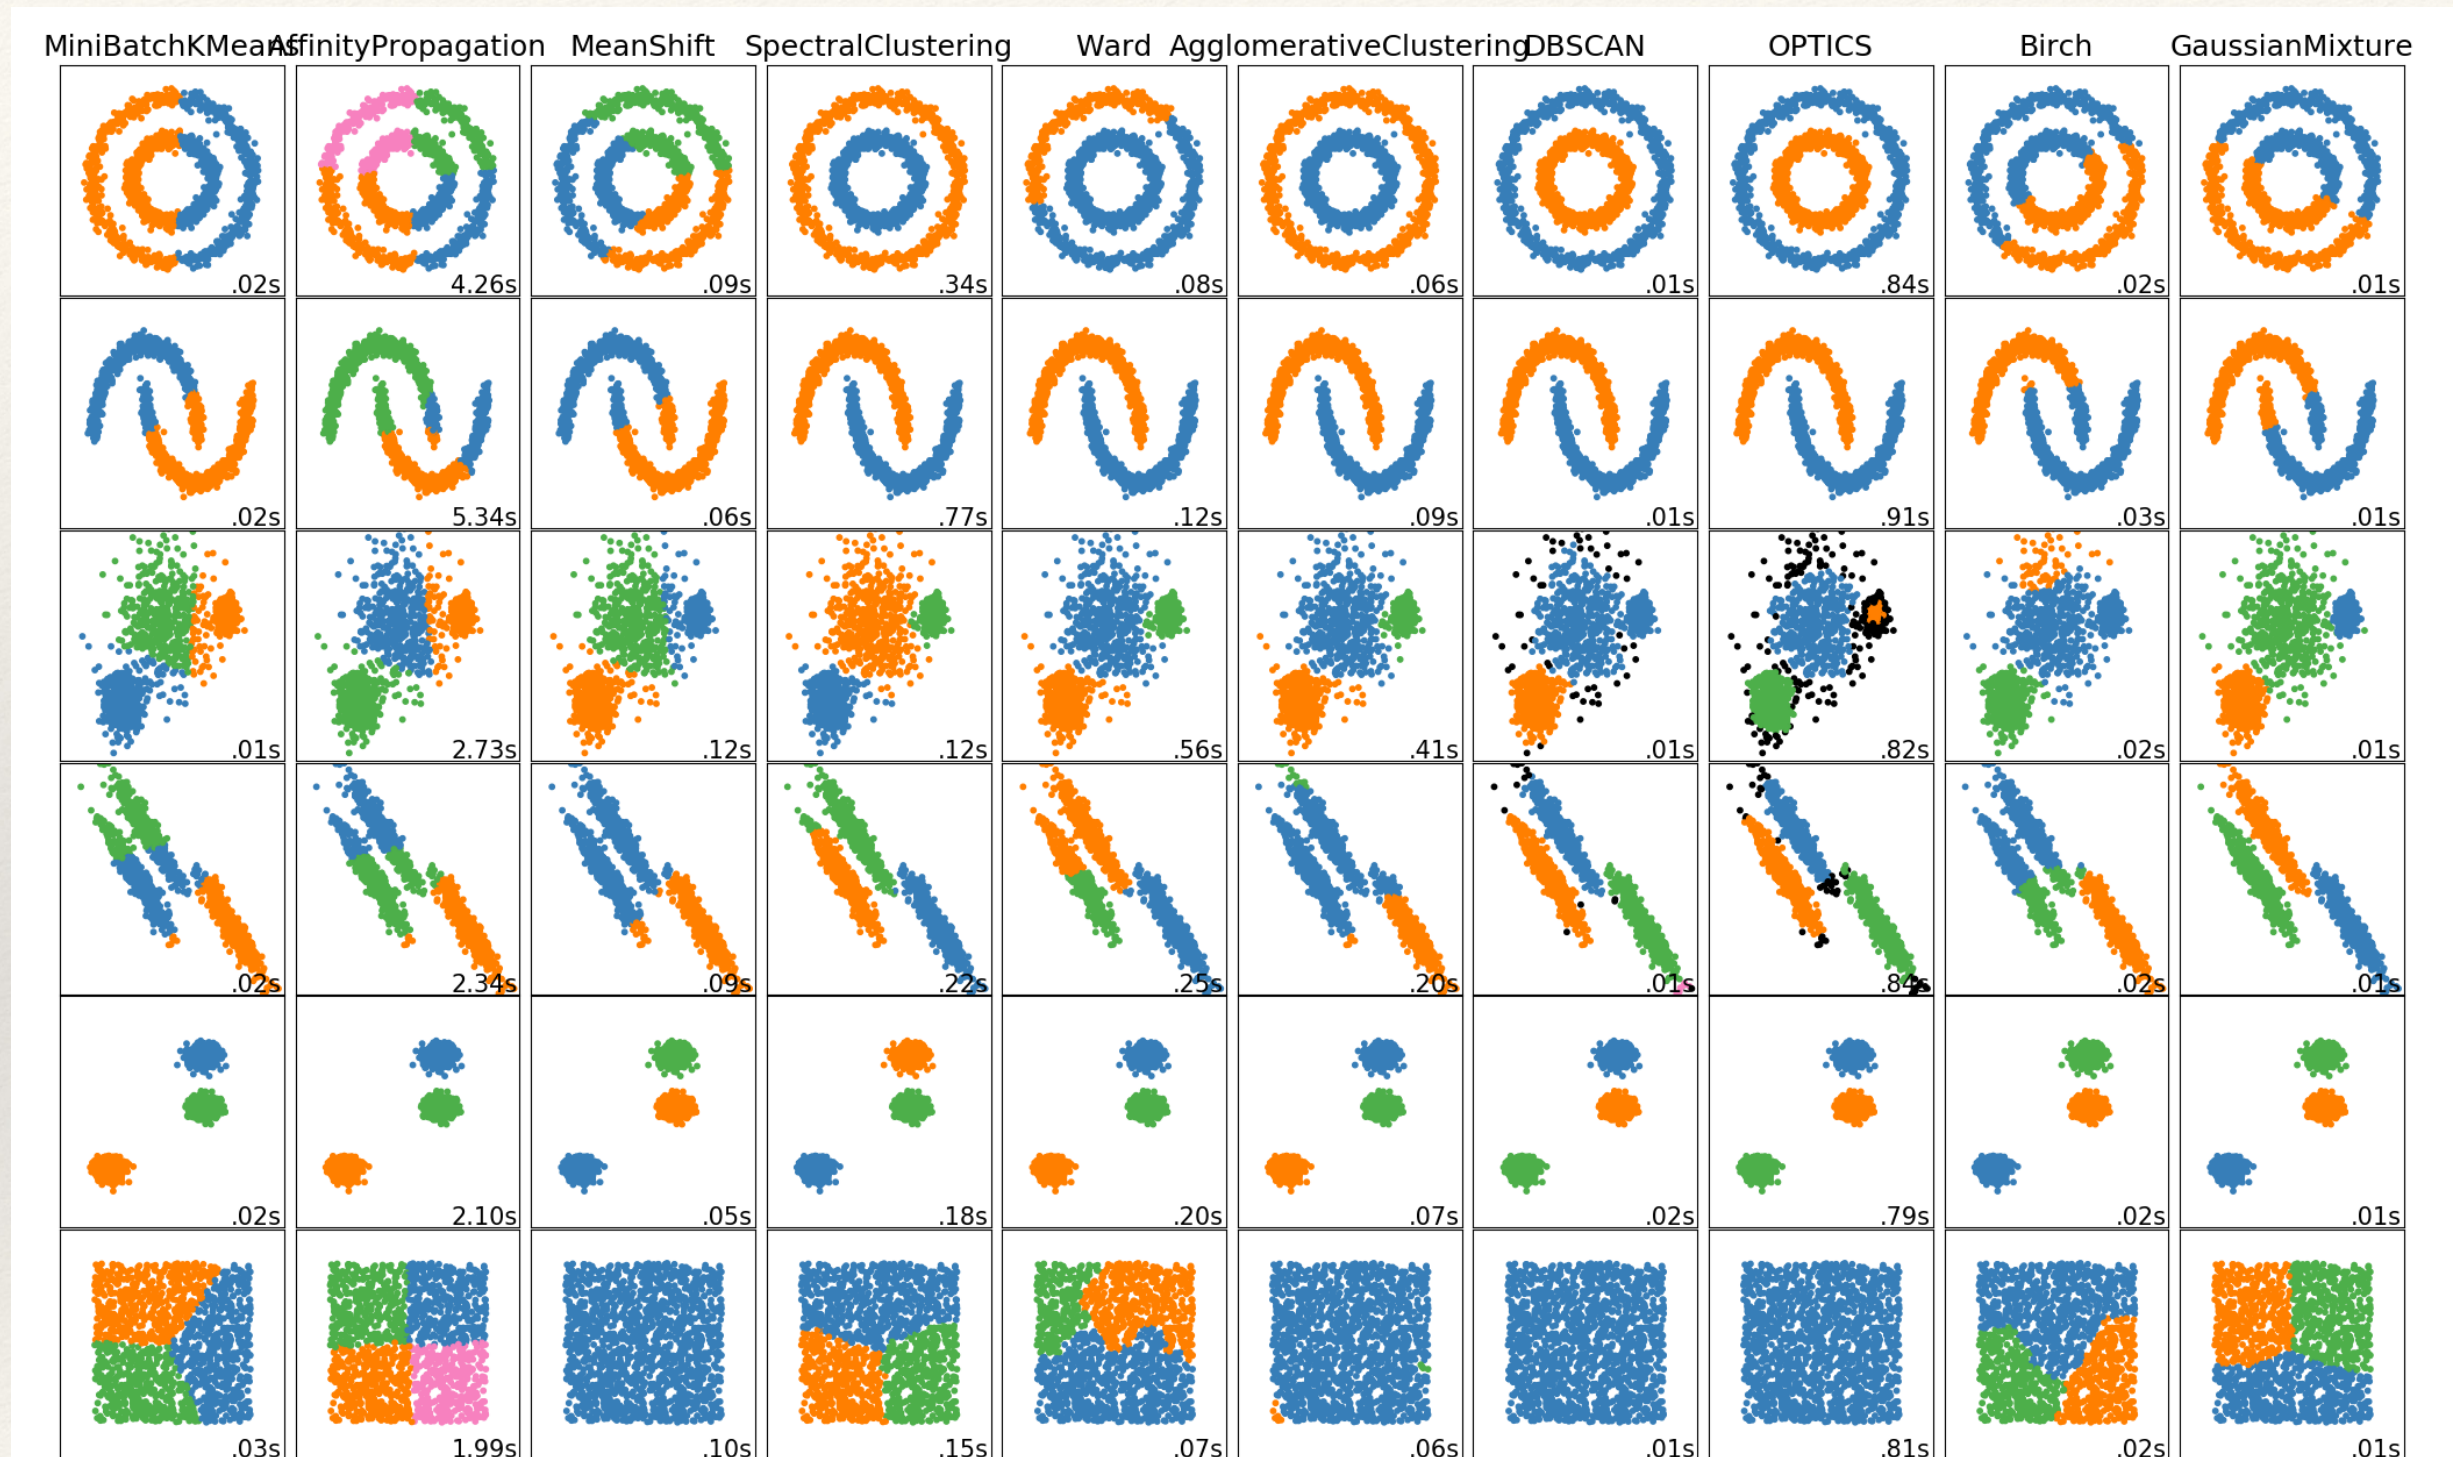 MiniBatchKMeans AffinityPropagation MeanShift SpectralClustering Ward AgglomerativeClustering DBSCAN OPTICS Birch GaussianMixture
.02s 4.26s .09s .34s .08s .06s .01s .84s .02s .01s
.02s 5.34s .06s .77s .12s .09s .01s .91s .03s .01s
.01s 2.73s .12s .12s .56s .41s .01s .82s .02s .01s
.02s 2.34s .09s .22s .25s .20s .01s .84s .02s .01s
.02s 2.10s .05s .18s .20s .07s .02s .79s .02s .01s
.03s 1.99s .10s .15s .07s .06s .01s .81s .02s .01s